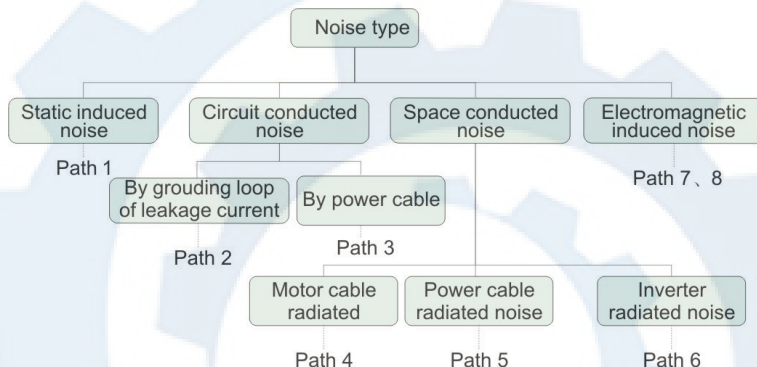 Noise type
Static induced
noise
Circuit conducted
noise
Space conducted
noise
Electromagnetic
induced noise
Path 1
By grouding loop
of leakage current
By power cable
Path 7、8
Path 2
Path 3
Motor cable
radiated
Power cable
radiated noise
Inverter
radiated noise
Path 4
Path 5
Path 6